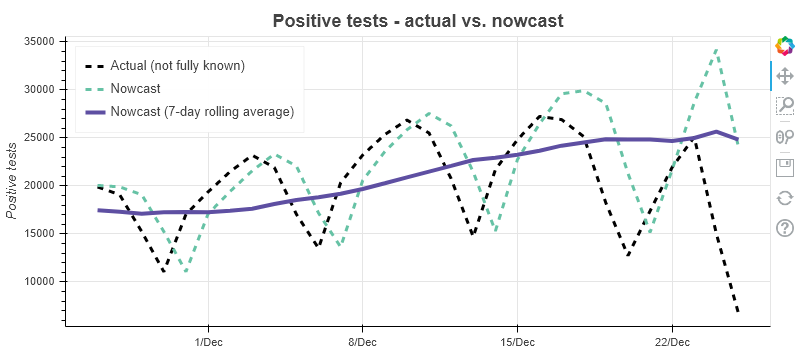 Positive tests - actual vs. nowcast
Actual (not fully known)
Nowcast
Nowcast (7-day rolling average)
Positive tests
35000
30000
25000
20000
15000
10000
1/Dec
8/Dec
15/Dec
22/Dec